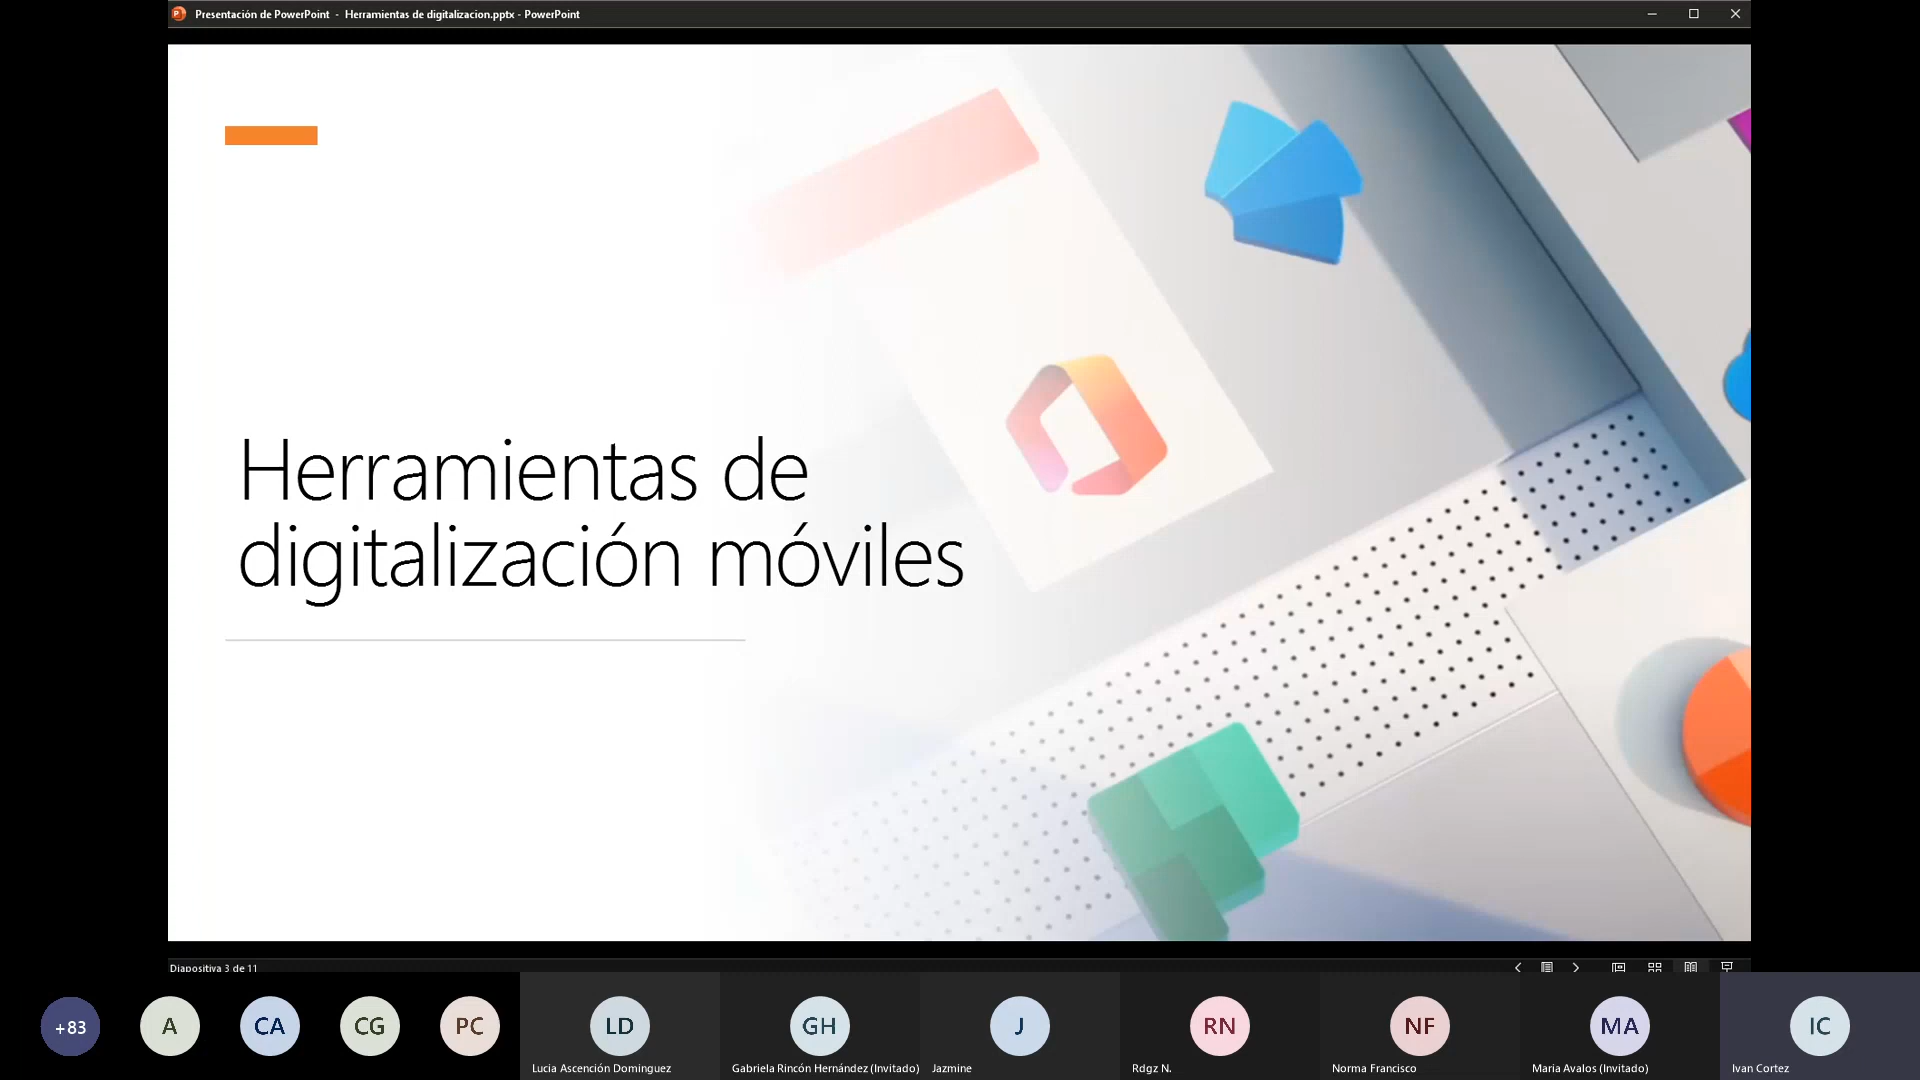 Presentación de PowerPoint - Herramientas de digitalizacion.pptx - PowerPoint
Herramientas de
digitalización móviles
Diapositiva 3 de 11
+83
A
CA
CG
PC
LD
GH
J
RN
NF
MA
IC
Lucia Ascención Dominguez
Gabriela Rincón Hernández (Invitado)
Jazmine
Rdgz N.
Norma Francisco
Maria Avalos (Invitado)
Ivan Cortez